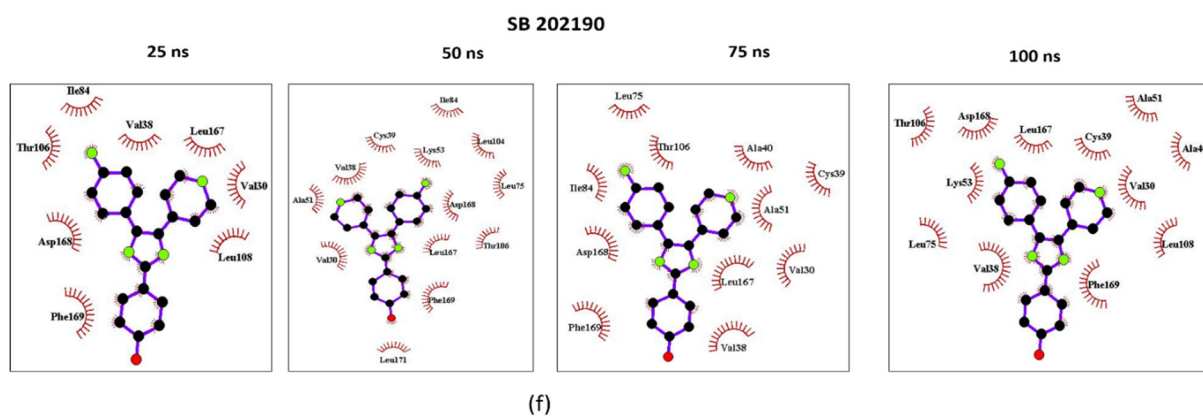 SB 202190
25 ns
50 ns
75 ns
100 ns
Ile84
Val38
Leu167
Thr106
Val30
Asp168
Leu108
Phe169
Ile84
Cys39
Leu104
Lys53
Val38
Leu75
Ala51
Asp168
Thr106
Leu167
Val30
Phe169
Leu171
Leu75
Thr106
Ala40
Cys39
Ile84
Ala51
Asp168
Val30
Leu167
Phe169
Val38
Ala51
Thr106
Asp168
Leu167
Cys39
Lys53
Val30
Leu75
Leu108
Val38
Phe169
(f)